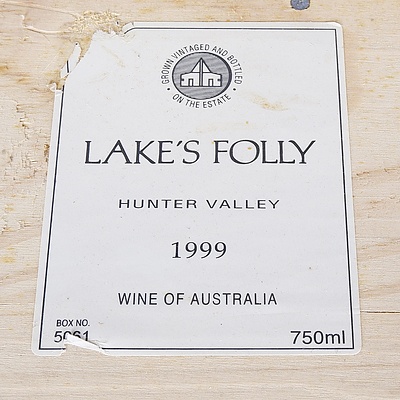 GROWN VINTAGED AND BOTTLED
• ON THE ESTATE •
LAKE'S FOLLY
HUNTER VALLEY
1999
WINE OF AUSTRALIA
BOX NO.
750ml